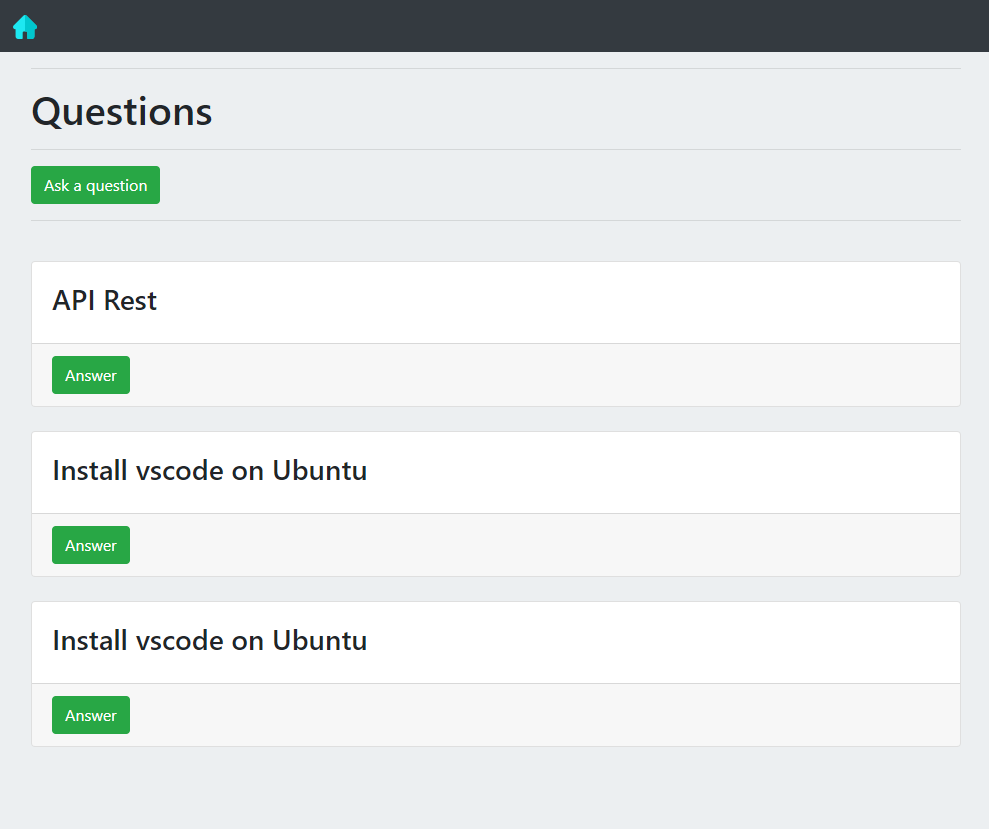 Questions
Ask a question
API Rest
Answer
Install vscode on Ubuntu
Answer
Install vscode on Ubuntu
Answer